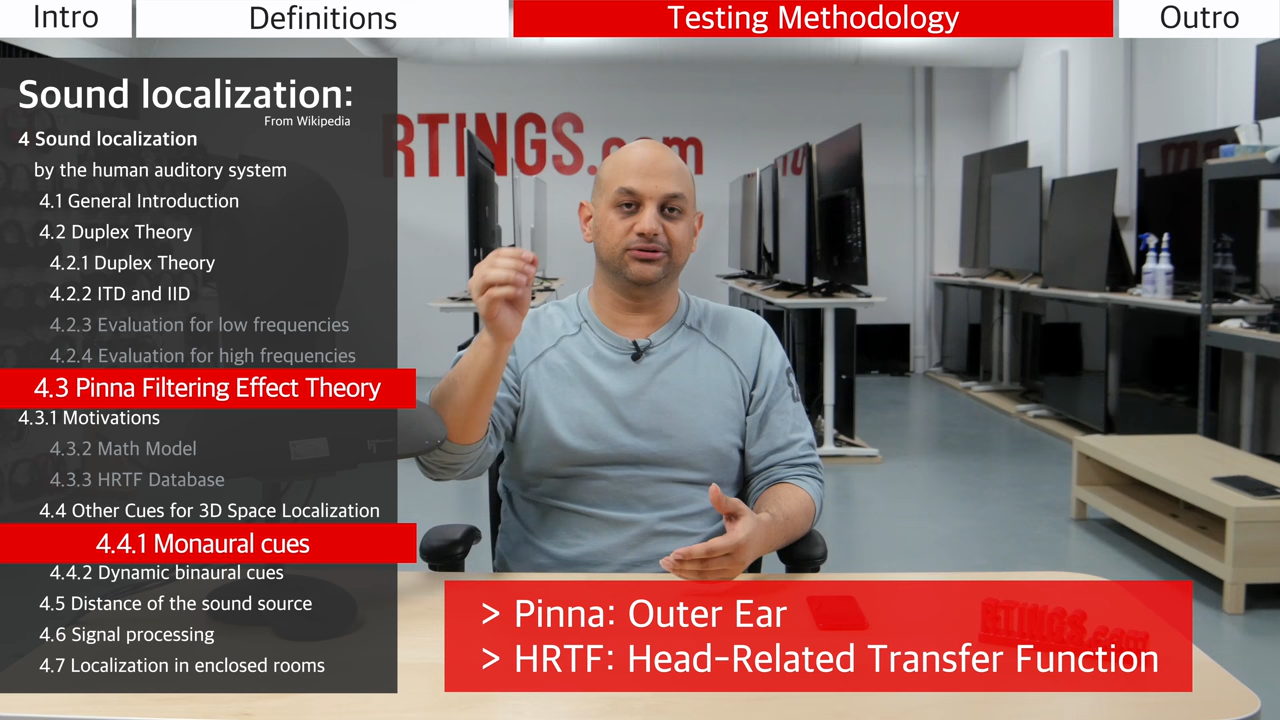 Intro
Definitions
Testing Methodology
Outro
Sound localization:
From Wikipedia
4 Sound localization
by the human auditory system
4.1 General Introduction
4.2 Duplex Theory
4.2.1 Duplex Theory
4.2.2 ITD and IID
4.2.3 Evaluation for low frequencies
4.2.4 Evaluation for high frequencies
4.3 Pinna Filtering Effect Theory
4.3.1 Motivations
4.3.2 Math Model
4.3.3 HRTF Database
4.4 Other Cues for 3D Space Localization
4.4.1 Monaural cues
4.4.2 Dynamic binaural cues
4.5 Distance of the sound source
4.6 Signal processing
4.7 Localization in enclosed rooms
RTINGS.com
> Pinna: Outer Ear
> HRTF: Head-Related Transfer Function
RTINGS.com